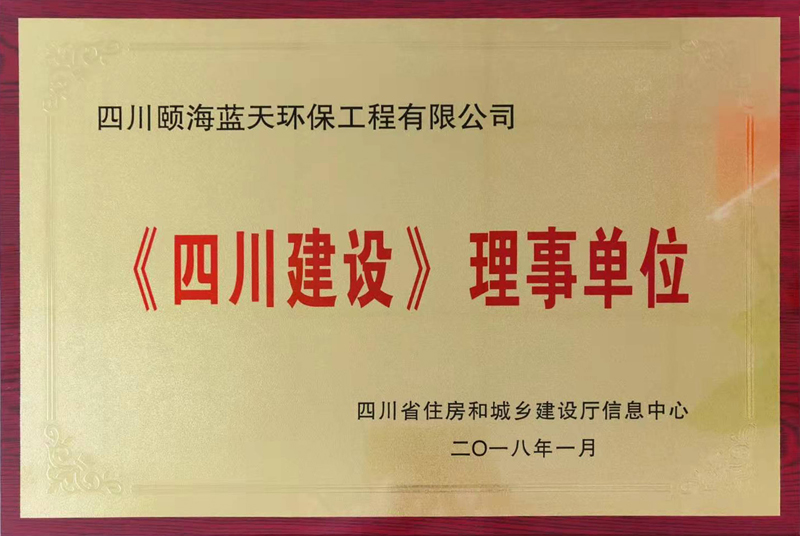 四川颐海蓝天环保工程有限公司
《四川建设》理事单位
四川省住房和城乡建设厅信息中心
二〇一八年一月